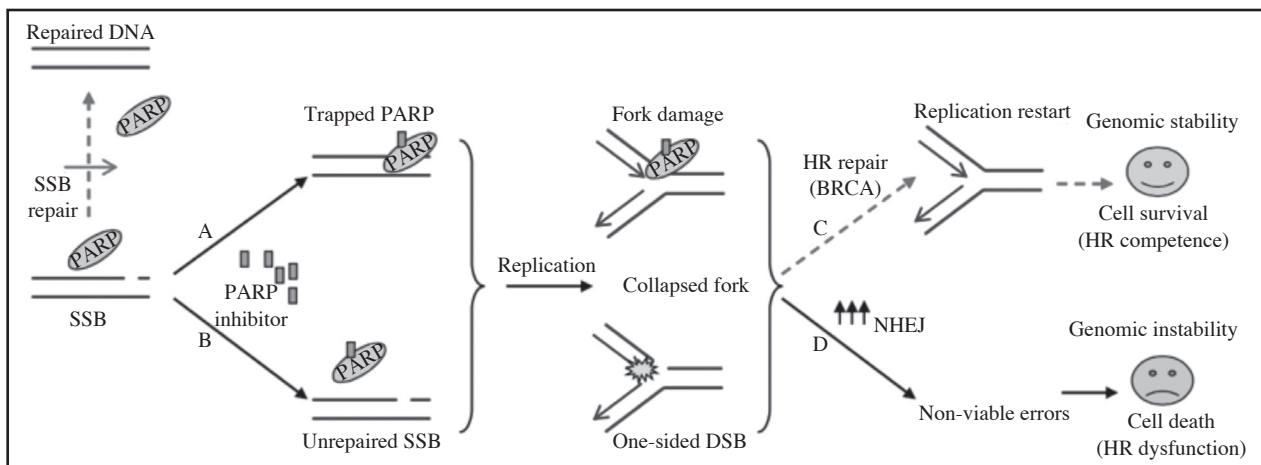 Repaired DNA
PARP
SSB
repair
PARP
SSB
A
PARP
inhibitor
B
Trapped PARP
PARP
PARP
Unrepaired SSB
Replication
Fork damage
PARP
Collapsed fork
One-sided DSB
HR repair
(BRCA)
C
NHEJ
D
Replication restart
Genomic stability
Cell survival
(HR competence)
Non-viable errors
Genomic instability
Cell death
(HR dysfunction)